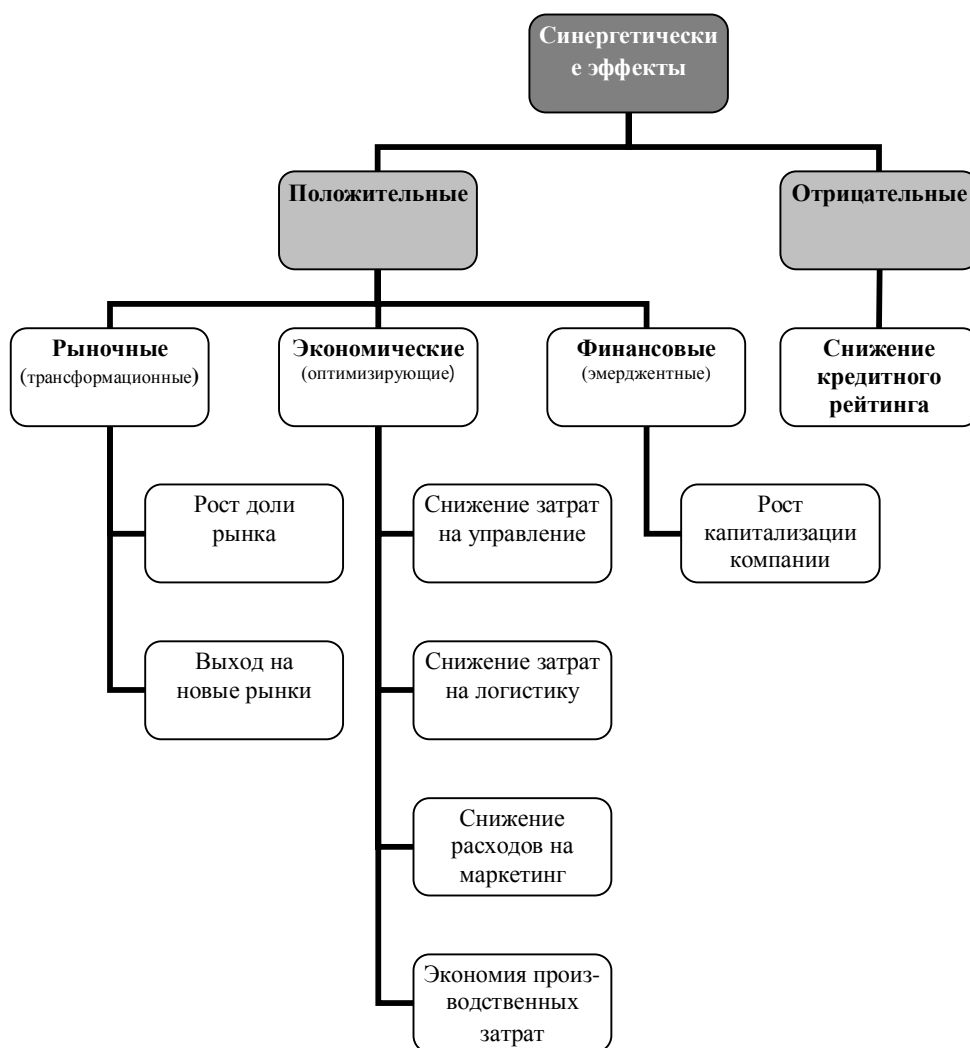 Синергетически
е эффекты
Положительные
Отрицательные
Рыночные
(трансформационные)
Экономические
(оптимизирующие)
Финансовые
(эмерджентные)
Снижение
кредитного
рейтинга
Рост доли
рынка
Снижение затрат
на управление
Рост
капитализации
компании
Выход на
новые рынки
Снижение затрат
на логистику
Снижение
расходов на
маркетинг
Экономия произ-
водственных
затрат